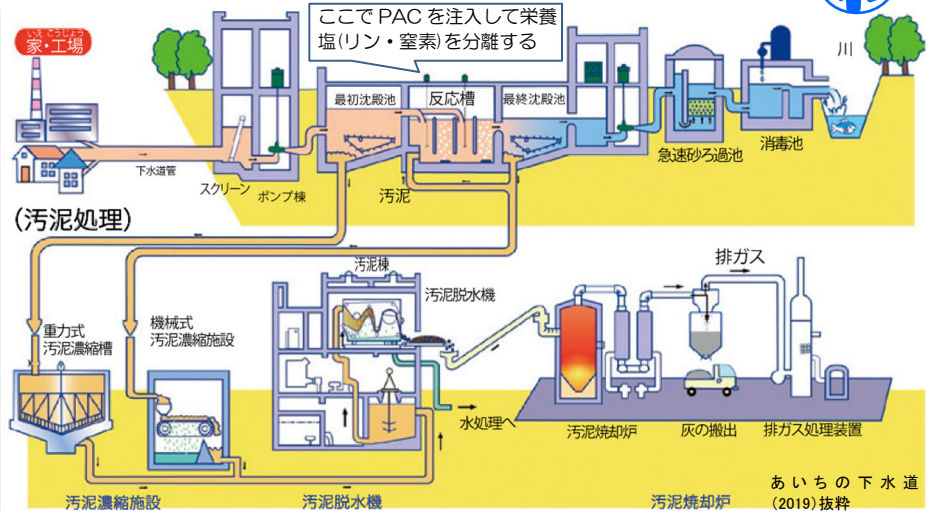 ここで PAC を注入して栄養
塩(リン・窒素)を分離する
いえ こうじょう
家・工場
川
最初沈殿池
反応槽
最終沈殿池
下水道管
スクリーン
ポンプ棟
汚泥
急速砂ろ過池
消毒池
(汚泥処理)
汚泥棟
汚泥脱水機
排ガス
重力式
汚泥濃縮槽
機械式
汚泥濃縮施設
水処理へ
汚泥焼却炉
灰の搬出
排ガス処理装置
汚泥濃縮施設
汚泥脱水機
汚泥焼却炉
あいちの下水道
(2019)抜粋